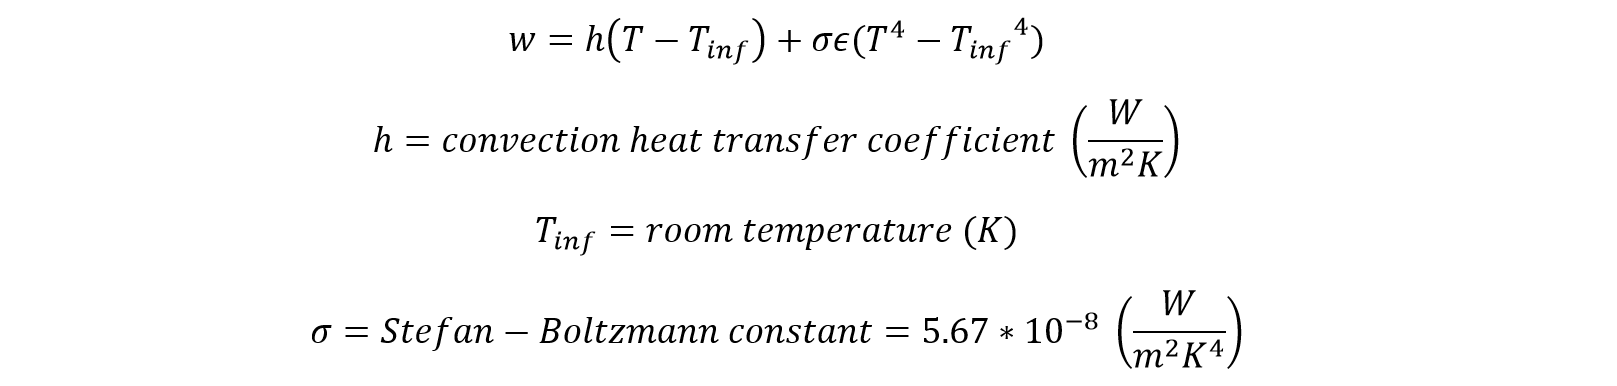 w = h(T − T_inf) + σϵ(T⁴ − T_inf⁴)
h = convection heat transfer coefficient (W/m²K)
T_inf = room temperature (K)
σ = Stefan − Boltzmann constant = 5.67 * 10⁻⁸ (W/m²K⁴)